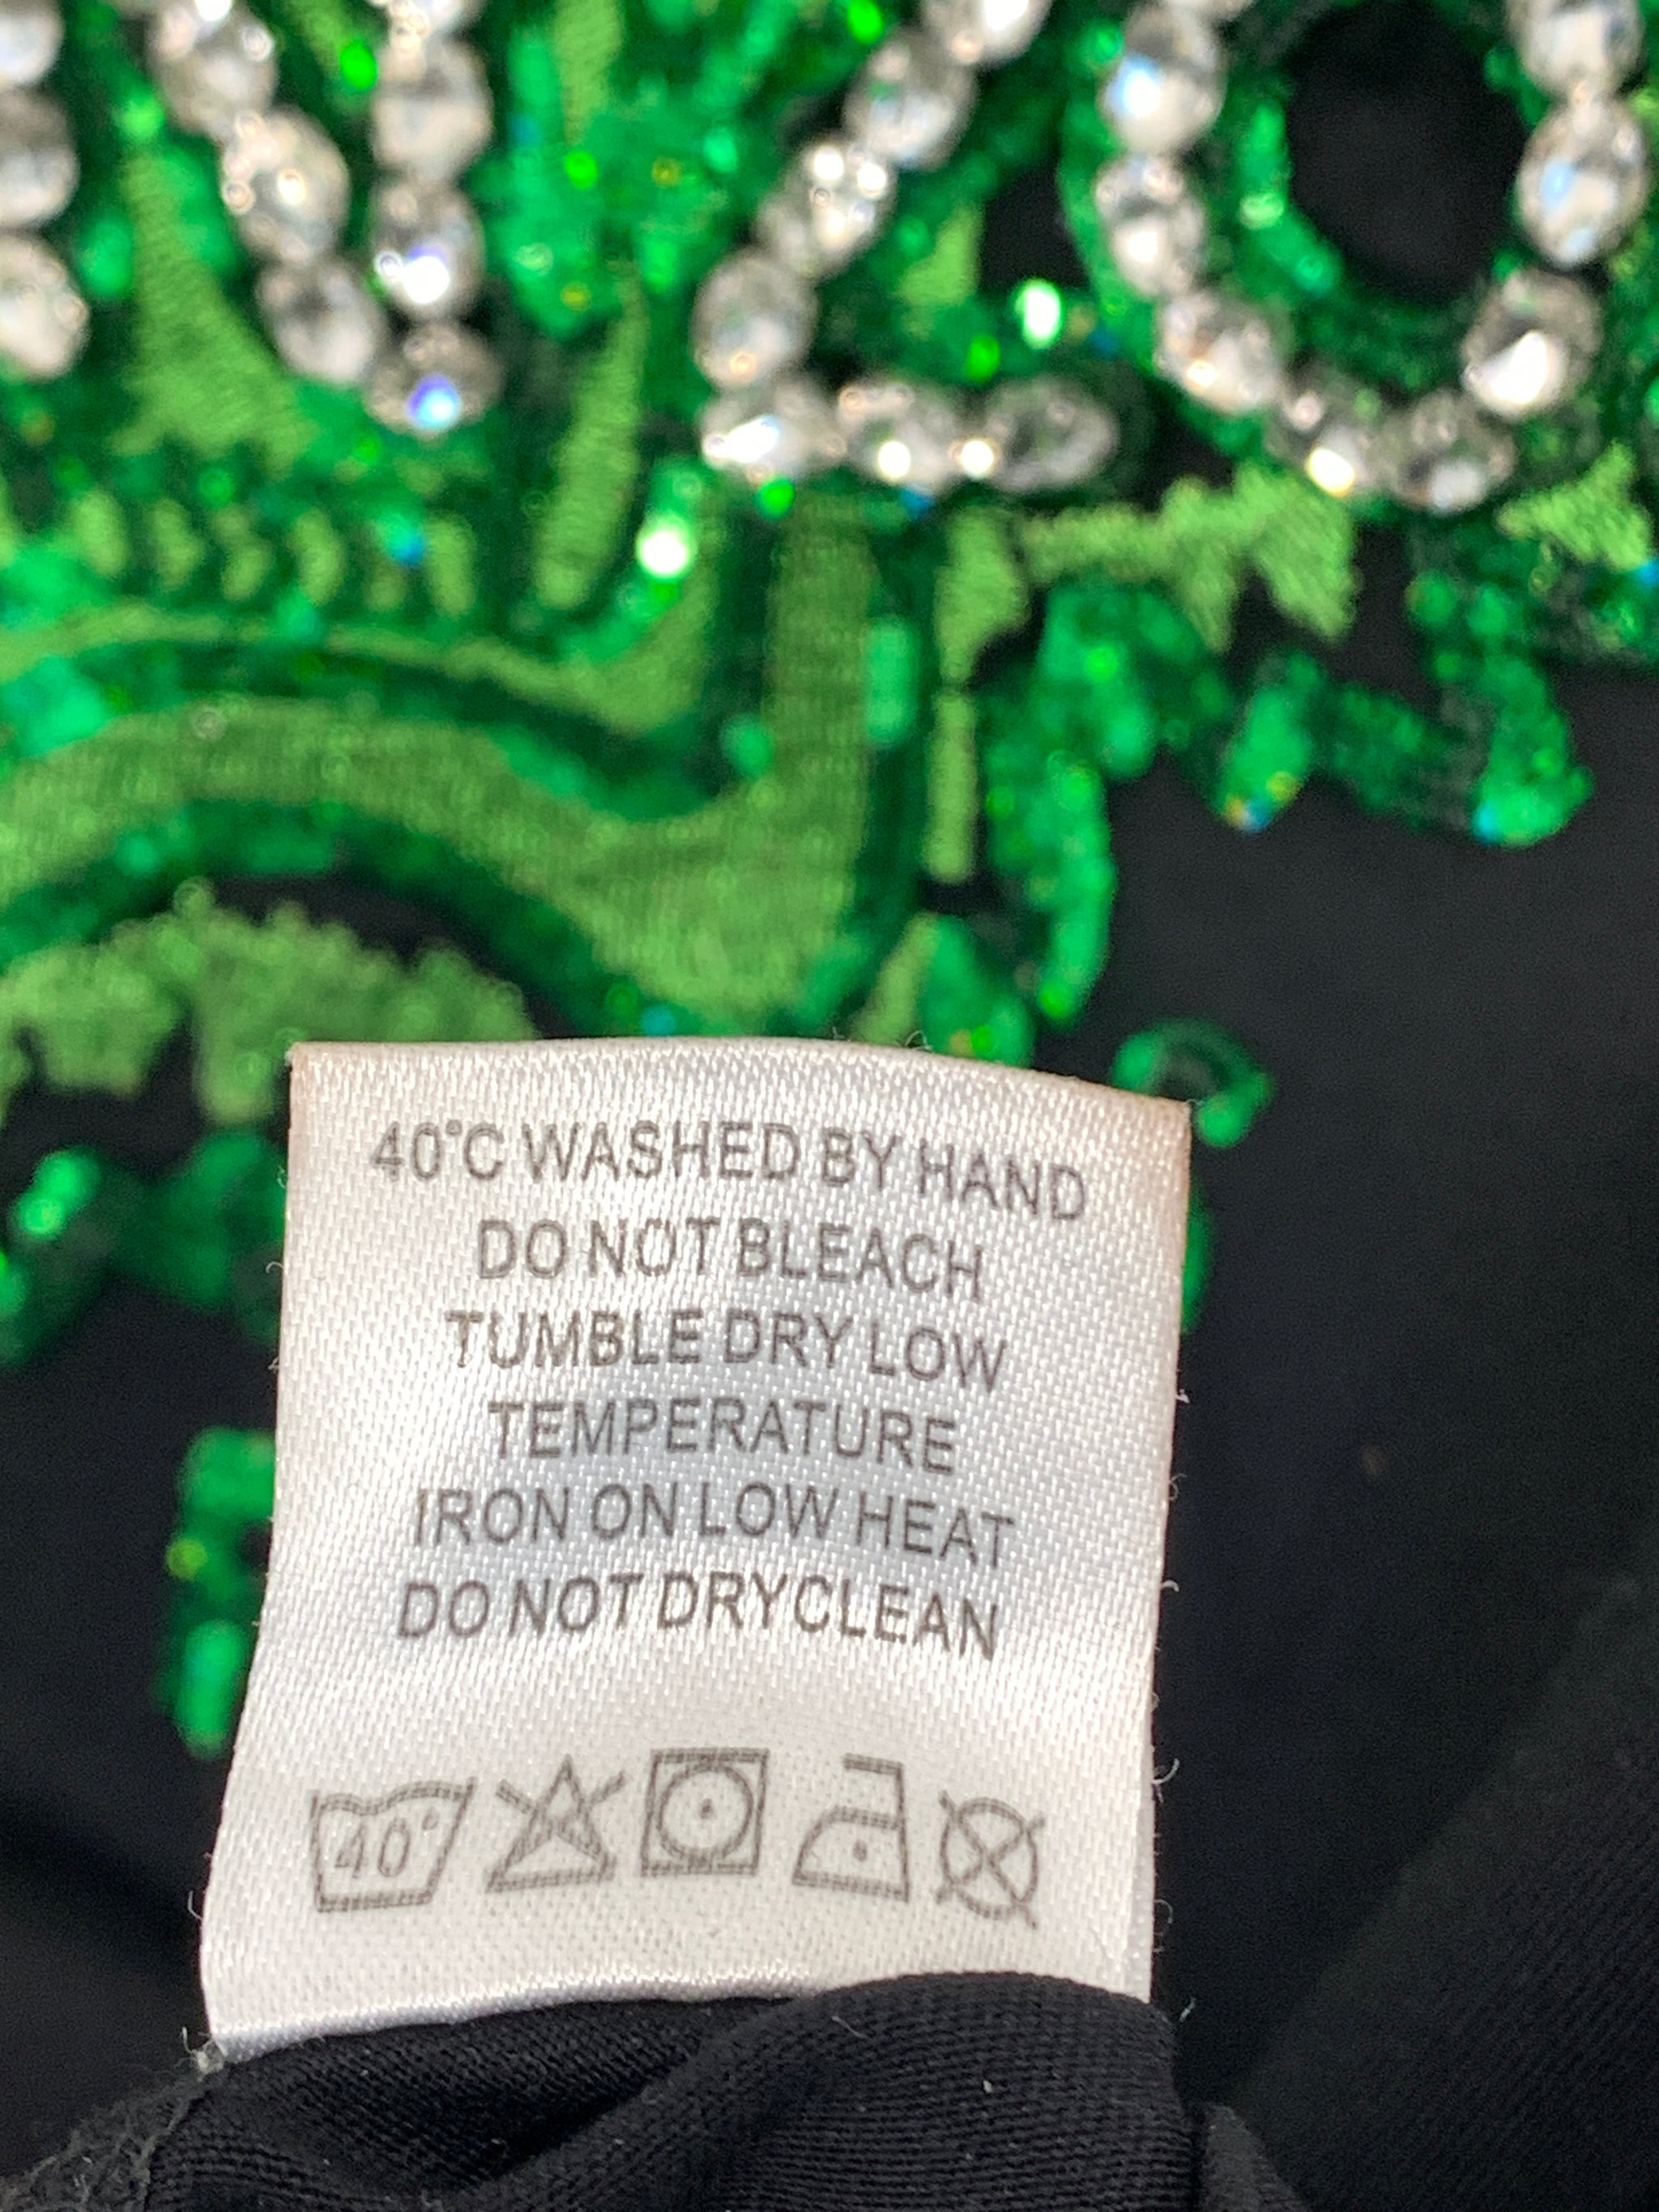 40°C WASHED BY HAND
DO NOT BLEACH
TUMBLE DRY LOW
TEMPERATURE
IRON ON LOW HEAT
DO NOT DRYCLEAN
40°